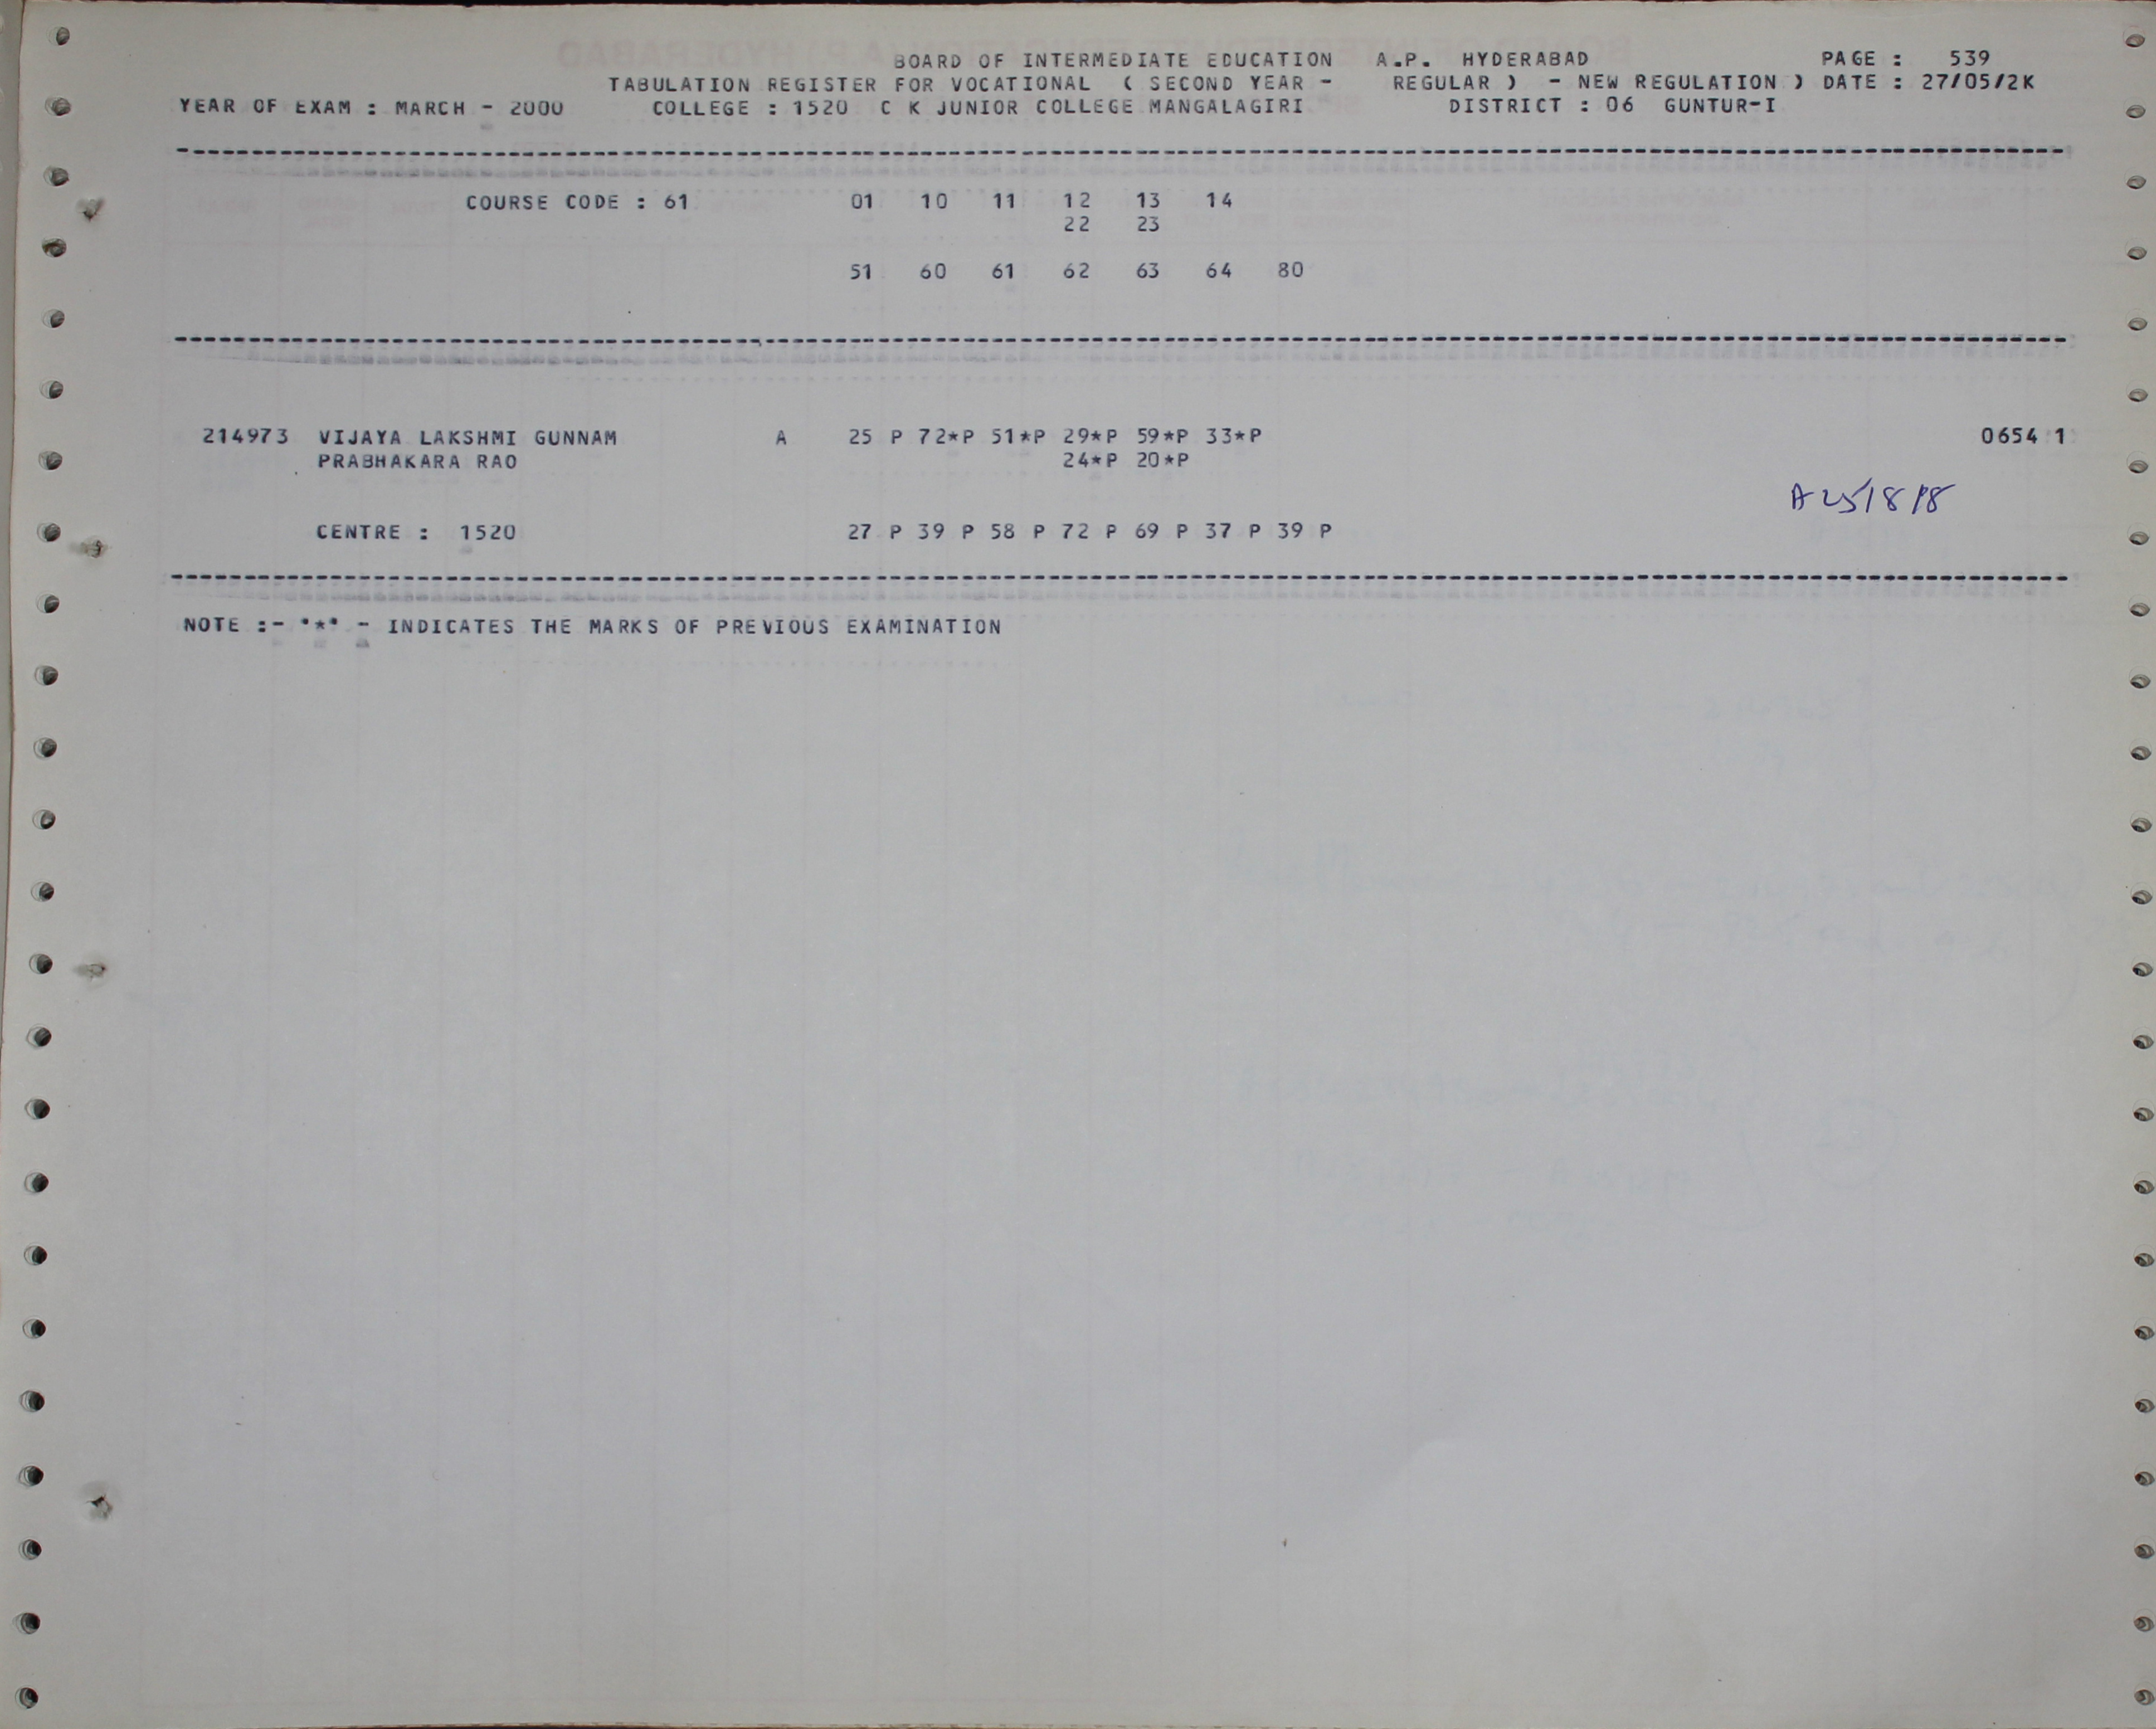 BOARD OF INTERMEDIATE EDUCATION A.P. HYDERABAD PAGE : 539
TABULATION REGISTER FOR VOCATIONAL ( SECOND YEAR - REGULAR ) - NEW REGULATION ) DATE : 27/05/2K
YEAR OF EXAM : MARCH - 2000 COLLEGE : 1520 C K JUNIOR COLLEGE MANGALAGIRI DISTRICT : 06 GUNTUR-I
COURSE CODE : 61 01 10 11 12 13 14
22 23
51 60 61 62 63 64 80
214973 VIJAYA LAKSHMI GUNNAM A 25 P 72*P 51*P 29*P 59*P 33*P 0654 1
PRABHAKARA RAO 24*P 20*P
CENTRE : 1520 27 P 39 P 58 P 72 P 69 P 37 P 39 P
NOTE :- '*' - INDICATES THE MARKS OF PREVIOUS EXAMINATION